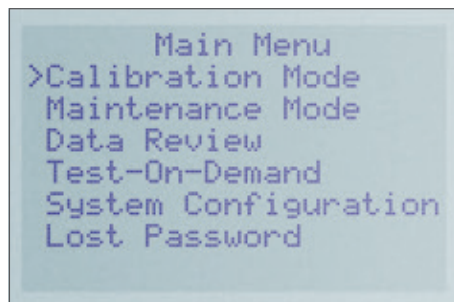 Main Menu
>Calibration Mode
Maintenance Mode
Data Review
Test-On-Demand
System Configuration
Lost Password